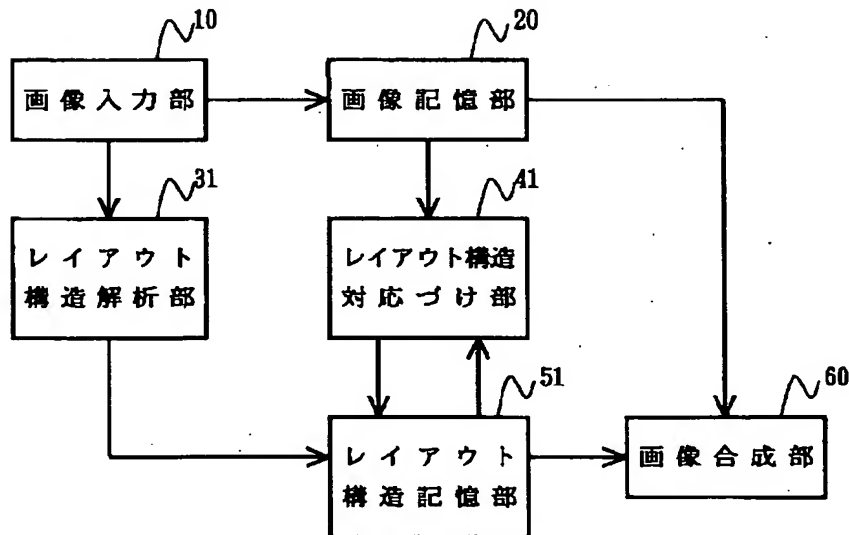 10
20
画像入力部
画像記憶部
31
41
レイアウト
構造解析部
レイアウト構造
対応づけ部
51
60
レイアウト
構造記憶部
画像合成部